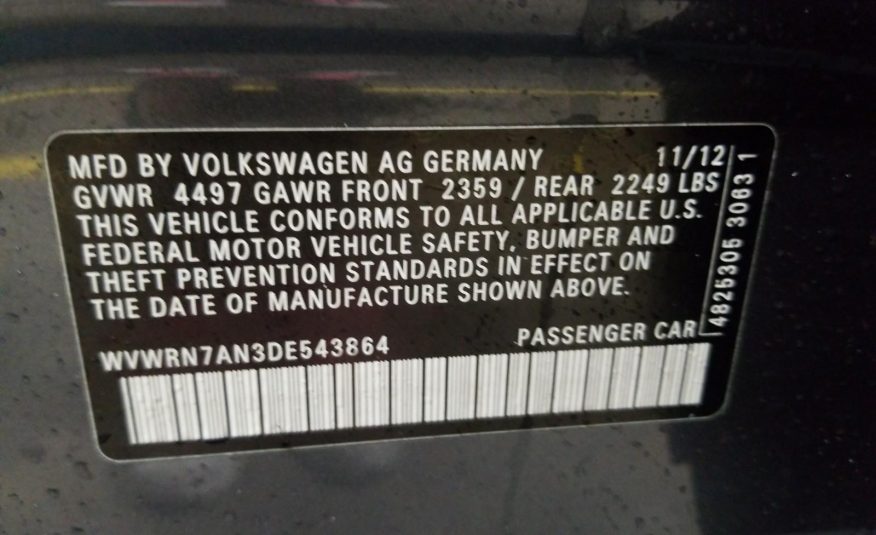 MFD BY VOLKSWAGEN AG GERMANY 11/12
GVWR 4497 GAWR FRONT 2359 / REAR 2249 LBS
THIS VEHICLE CONFORMS TO ALL APPLICABLE U.S.
FEDERAL MOTOR VEHICLE SAFETY, BUMPER AND
THEFT PREVENTION STANDARDS IN EFFECT ON
THE DATE OF MANUFACTURE SHOWN ABOVE.
WVWRN7AN3DE543864 PASSENGER CAR
4825305 30631